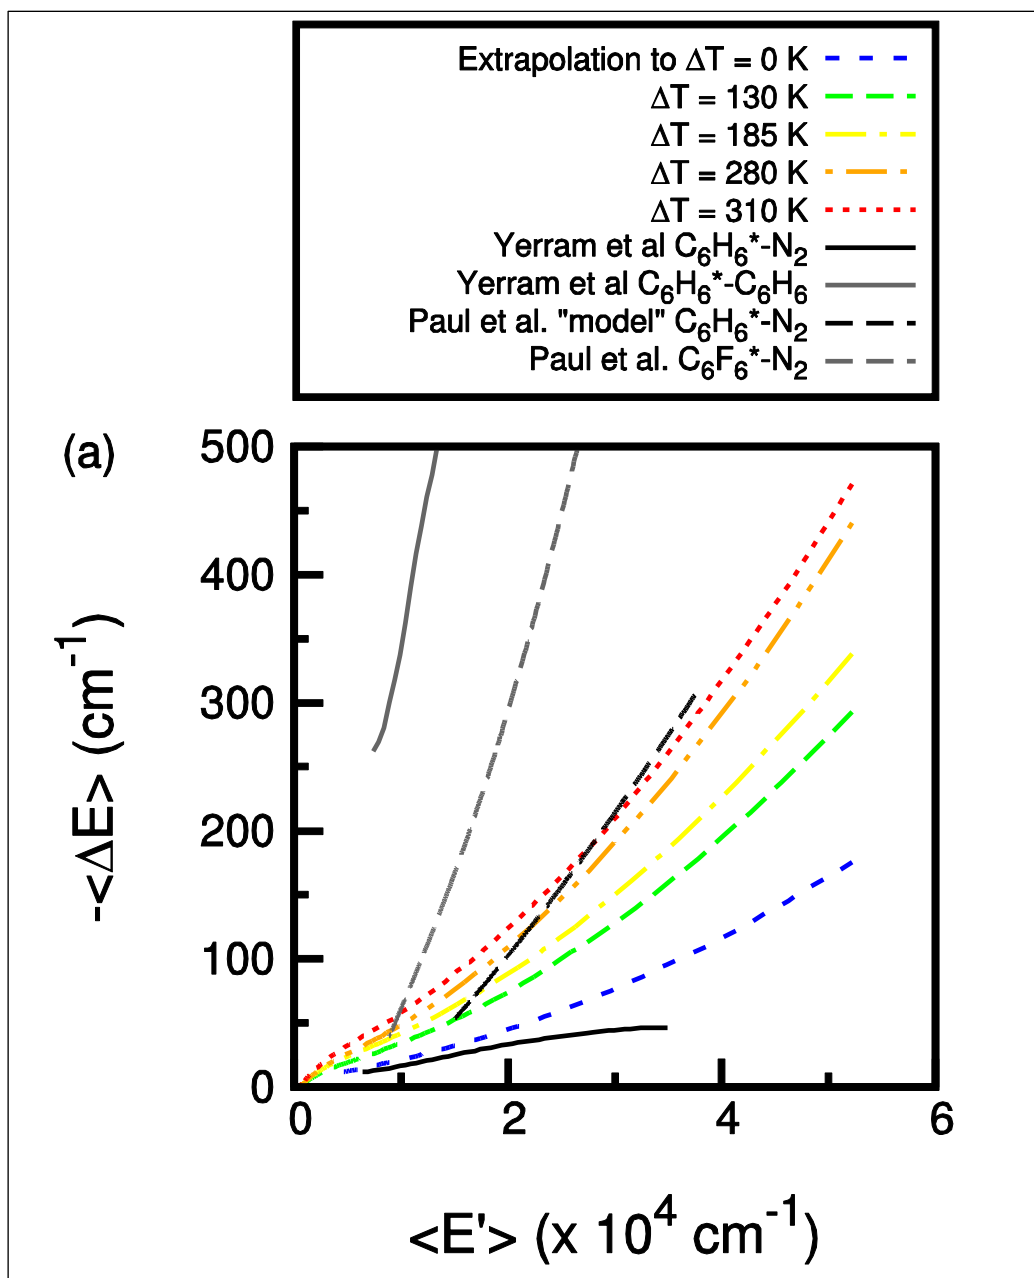 Extrapolation to ΔT = 0 K
ΔT = 130 K
ΔT = 185 K
ΔT = 280 K
ΔT = 310 K
Yerram et al C₆H₆*-N₂
Yerram et al C₆H₆*-C₆H₆
Paul et al. "model" C₆H₆*-N₂
Paul et al. C₆F₆*-N₂
(a)
500
400
300
200
100
0
-<ΔE> (cm⁻¹)
0 2 4 6
<E'> (x 10⁴ cm⁻¹)